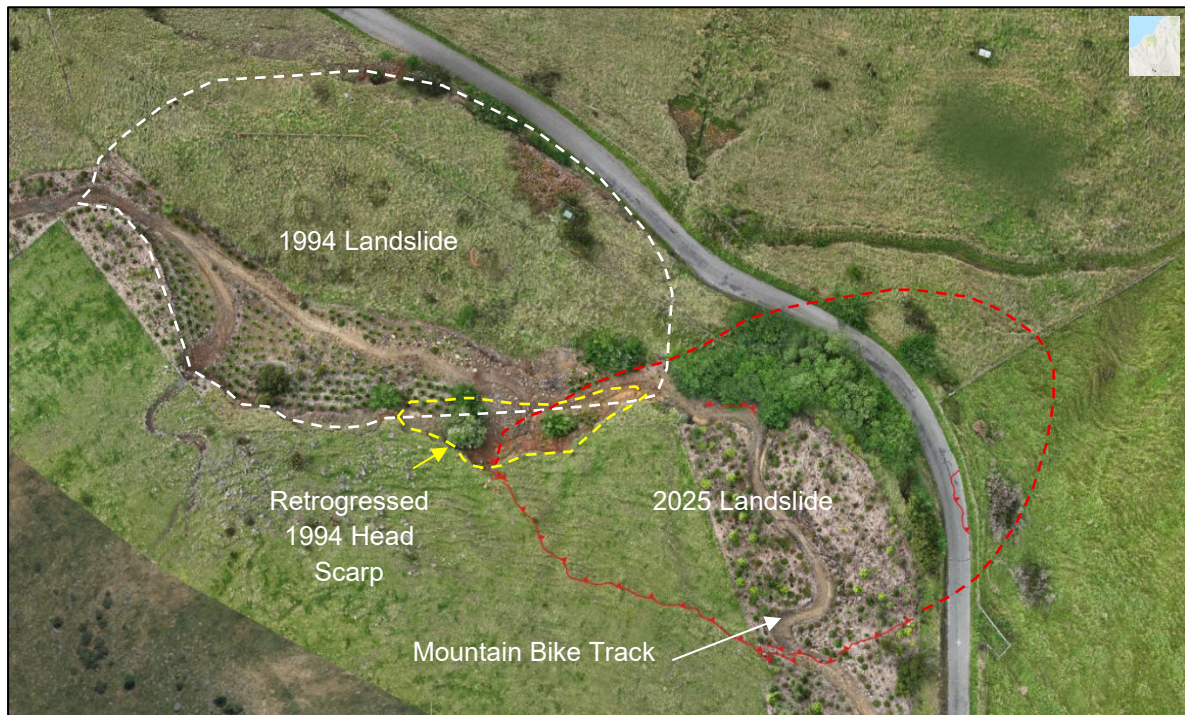 1994 Landslide
2025 Landslide
Retrogressed
1994 Head
Scarp
Mountain Bike Track